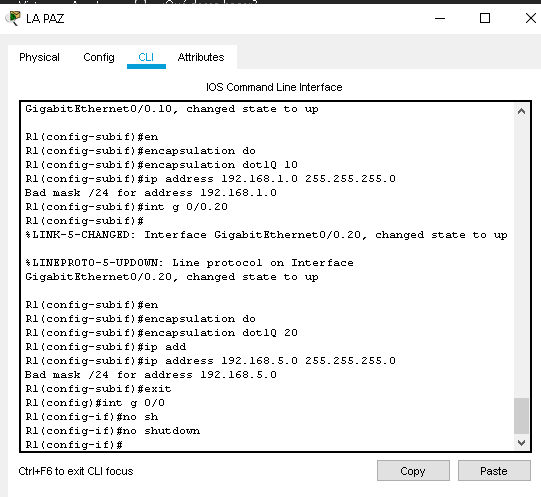 LA PAZ
Physical Config CLI Attributes
IOS Command Line Interface
GigabitEthernet0/0.10, changed state to up
R1(config-subif)#en
R1(config-subif)#encapsulation do
R1(config-subif)#encapsulation dot1Q 10
R1(config-subif)#ip address 192.168.1.0 255.255.255.0
Bad mask /24 for address 192.168.1.0
R1(config-subif)#int g 0/0.20
R1(config-subif)#
%LINK-5-CHANGED: Interface GigabitEthernet0/0.20, changed state to up
%LINEPROTO-5-UPDOWN: Line protocol on Interface
GigabitEthernet0/0.20, changed state to up
R1(config-subif)#en
R1(config-subif)#encapsulation do
R1(config-subif)#encapsulation dot1Q 20
R1(config-subif)#ip add
R1(config-subif)#ip address 192.168.5.0 255.255.255.0
Bad mask /24 for address 192.168.5.0
R1(config-subif)#exit
R1(config)#int g 0/0
R1(config-if)#no sh
R1(config-if)#no shutdown
R1(config-if)#
Ctrl+F6 to exit CLI focus
Copy Paste